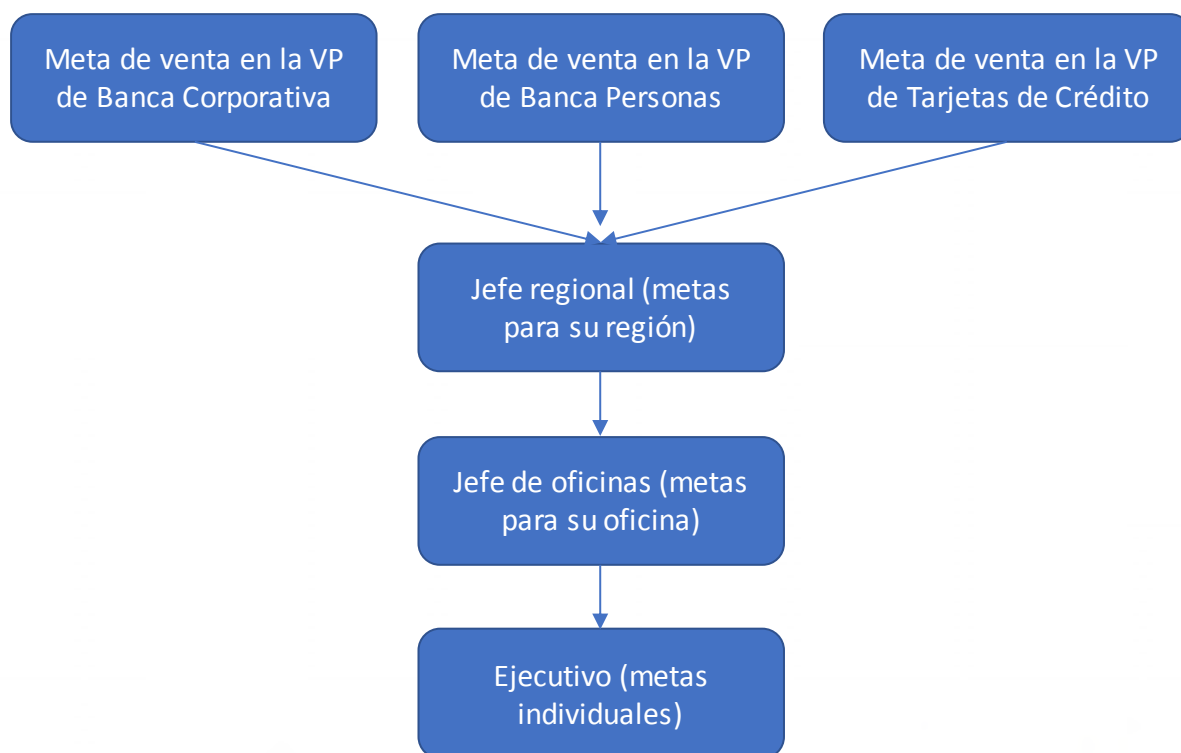 Meta de venta en la VP
de Banca Corporativa
Meta de venta en la VP
de Banca Personas
Meta de venta en la VP
de Tarjetas de Crédito
Jefe regional (metas
para su región)
Jefe de oficinas (metas
para su oficina)
Ejecutivo (metas
individuales)